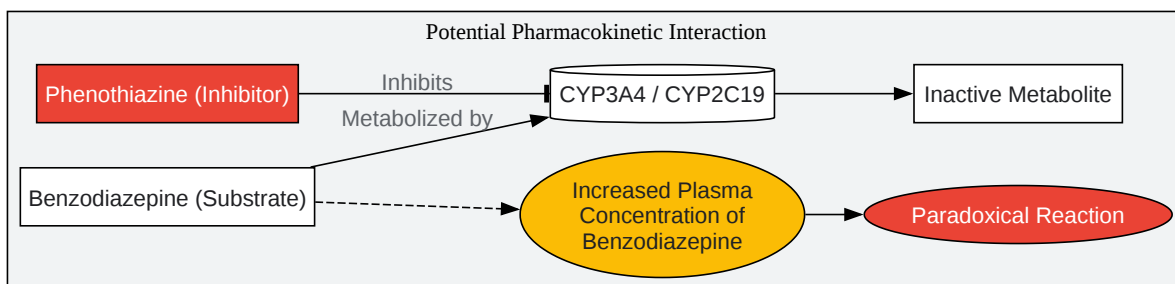 Potential Pharmacokinetic Interaction
Phenothiazine (Inhibitor)
Inhibits
CYP3A4 / CYP2C19
Inactive Metabolite
Metabolized by
Benzodiazepine (Substrate)
Increased Plasma
Concentration of
Benzodiazepine
Paradoxical Reaction